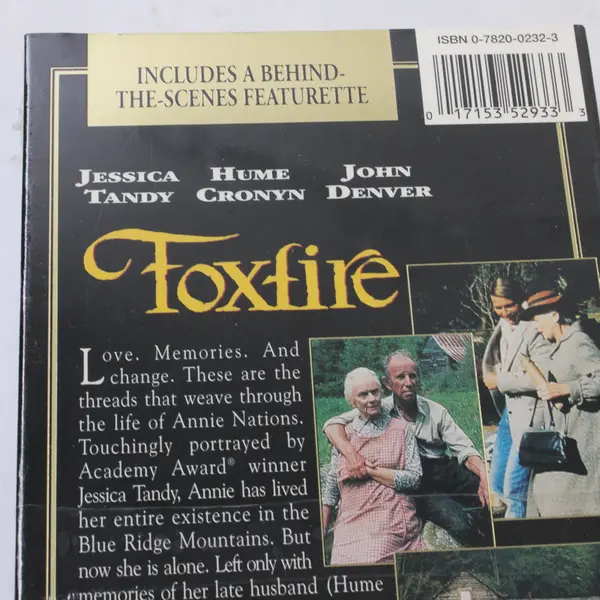 INCLUDES A BEHIND-
THE-SCENES FEATURETTE
ISBN 0-7820-0232-3
0 17153 52933 3
JESSICA TANDY
HUME CRONYN
JOHN DENVER
Foxfire
Love. Memories. And
change. These are the
threads that weave through
the life of Annie Nations.
Touchingly portrayed by
Academy Award® winner
Jessica Tandy, Annie has lived
her entire existence in the
Blue Ridge Mountains. But
now she is alone. Left only with
memories of her late husband (Hume